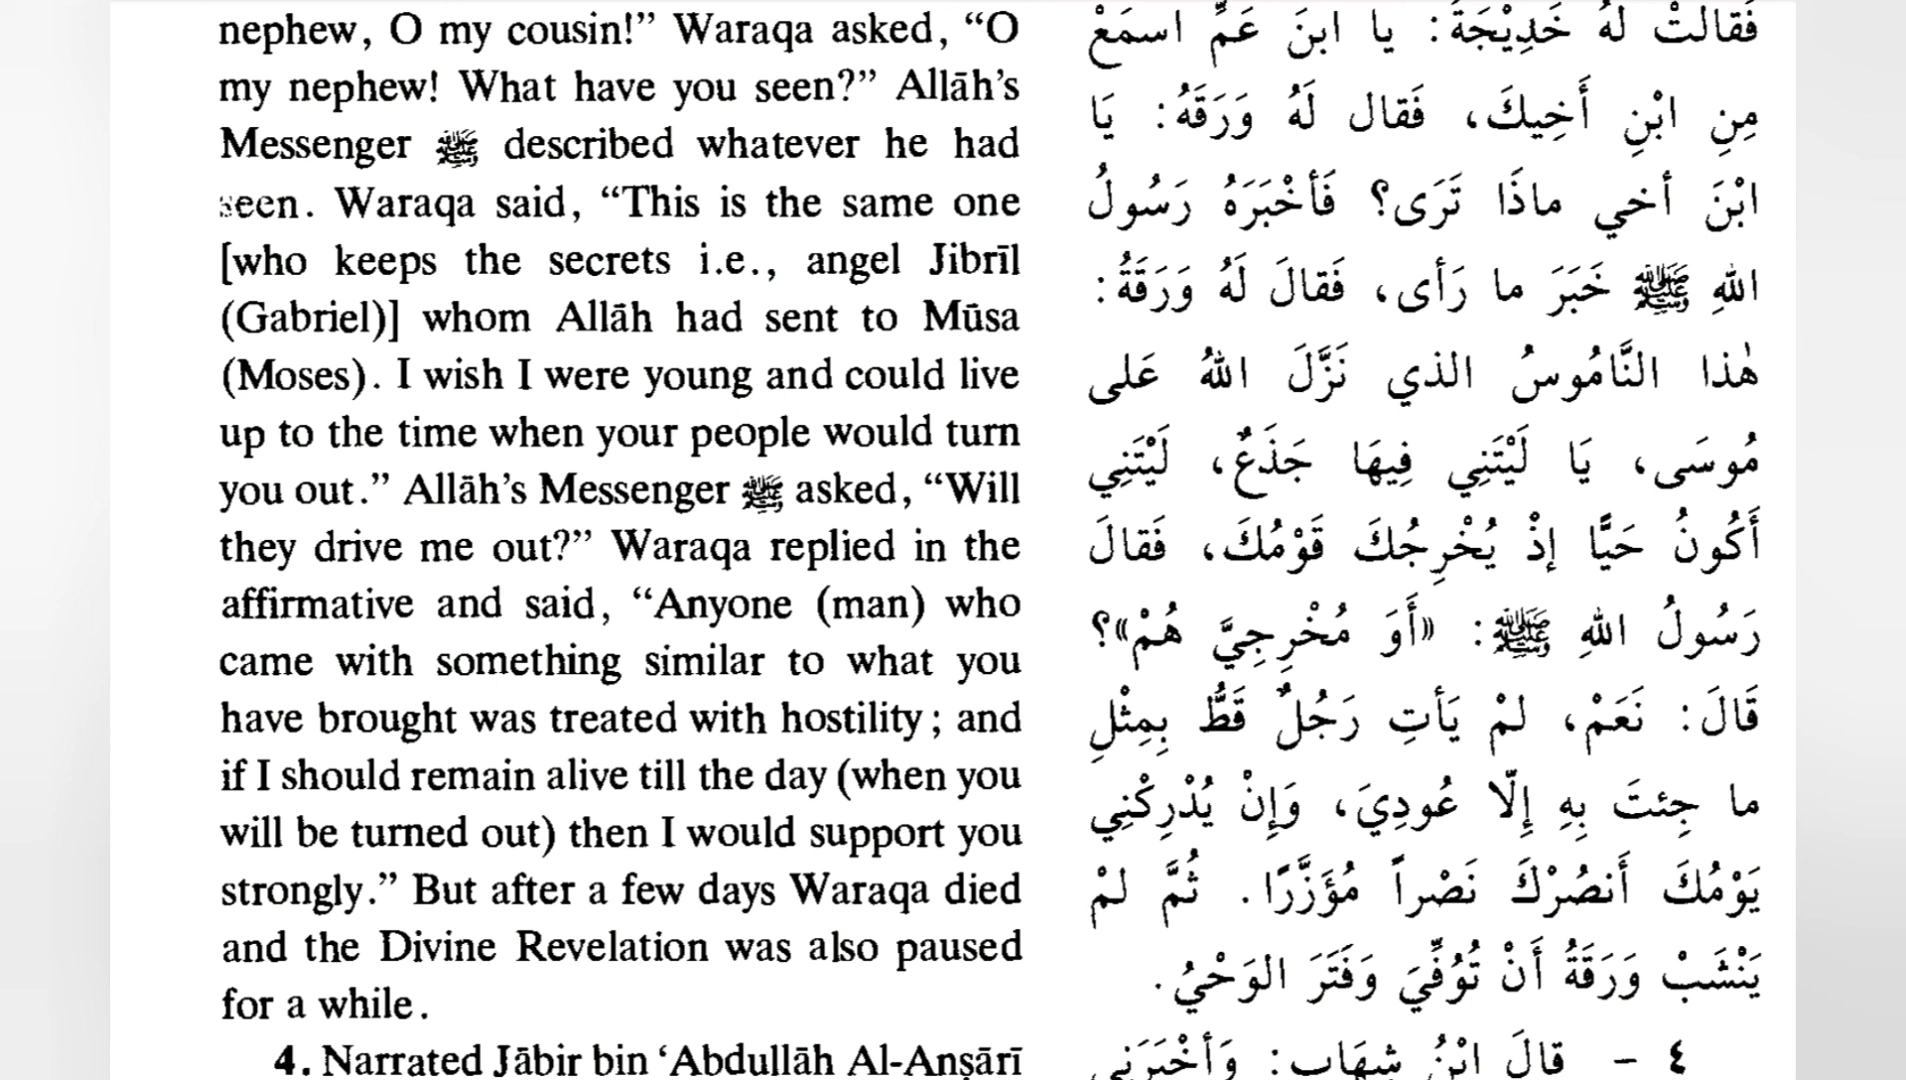 nephew, O my cousin!” Waraqa asked, “O
my nephew! What have you seen?” Allāh’s
Messenger ﷺ described whatever he had
seen. Waraqa said, “This is the same one
[who keeps the secrets i.e., angel Jibrīl
(Gabriel)] whom Allāh had sent to Mūsa
(Moses). I wish I were young and could live
up to the time when your people would turn
you out.” Allāh’s Messenger ﷺ asked, “Will
they drive me out?” Waraqa replied in the
affirmative and said, “Anyone (man) who
came with something similar to what you
have brought was treated with hostility; and
if I should remain alive till the day (when you
will be turned out) then I would support you
strongly.” But after a few days Waraqa died
and the Divine Revelation was also paused
for a while.
4. Narrated Jābir bin ‘Abdullāh Al-Anṣārī
فَقالَتْ لَهُ خَدِيْجَةُ: يا ابنَ عَمِّ اسمَعْ
مِنِ ابْنِ أَخِيكَ، فَقال لَهُ وَرَقَهُ: يَا
ابْنَ أخي ماذَا تَرَى؟ فَأخْبَرَهُ رَسُولُ
اللهِ ﷺ خَبَرَ ما رَأى، فَقالَ لَهُ وَرَقَةُ:
هٰذا النَّامُوسُ الذي نَزَّلَ اللهُ عَلى
مُوسَى، يَا لَيْتَنِي فِيهَا جَذَعٌ، لَيْتَنِي
أَكُونُ حَيًّا إذْ يُخْرِجُكَ قَوْمُكَ، فَقالَ
رَسُولُ اللهِ ﷺ: «أَوَ مُخْرِجِيَّ هُمْ»؟
قَالَ: نَعَمْ، لمْ يَأتِ رَجُلٌ قَطُّ بِمِثْلِ
ما جِئتَ بِهِ إِلّا عُودِيَ، وَإِنْ يُدْرِكْنِي
يَوْمُكَ أَنصُرْكَ نَصْراً مُؤَزَّرًا. ثُمَّ لمْ
يَنْشَبْ وَرَقَةُ أَنْ تُوُفِّيَ وَفَتَرَ الوَحْيُ.
٤ - قالَ ابْنُ شِهَابٍ: وَأخْبَرَنِي